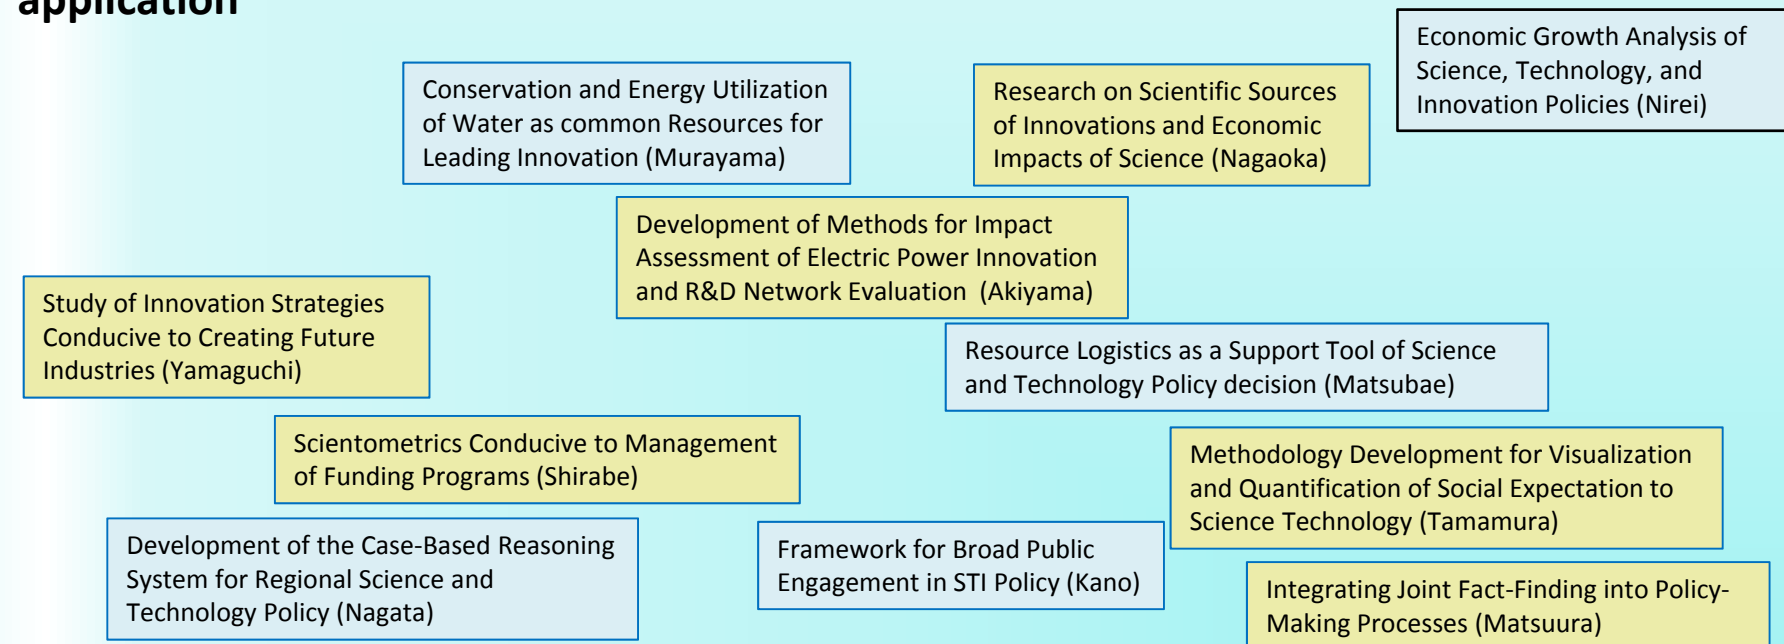 application
Economic Growth Analysis of
Science, Technology, and
Innovation Policies (Nirei)
Conservation and Energy Utilization
of Water as common Resources for
Leading Innovation (Murayama)
Research on Scientific Sources
of Innovations and Economic
Impacts of Science (Nagaoka)
Development of Methods for Impact
Assessment of Electric Power Innovation
and R&D Network Evaluation  (Akiyama)
Study of Innovation Strategies
Conducive to Creating Future
Industries (Yamaguchi)
Resource Logistics as a Support Tool of Science
and Technology Policy decision (Matsubae)
Scientometrics Conducive to Management
of Funding Programs (Shirabe)
Methodology Development for Visualization
and Quantification of Social Expectation to
Science Technology (Tamamura)
Development of the Case-Based Reasoning
System for Regional Science and
Technology Policy (Nagata)
Framework for Broad Public
Engagement in STI Policy (Kano)
Integrating Joint Fact-Finding into Policy-
Making Processes (Matsuura)